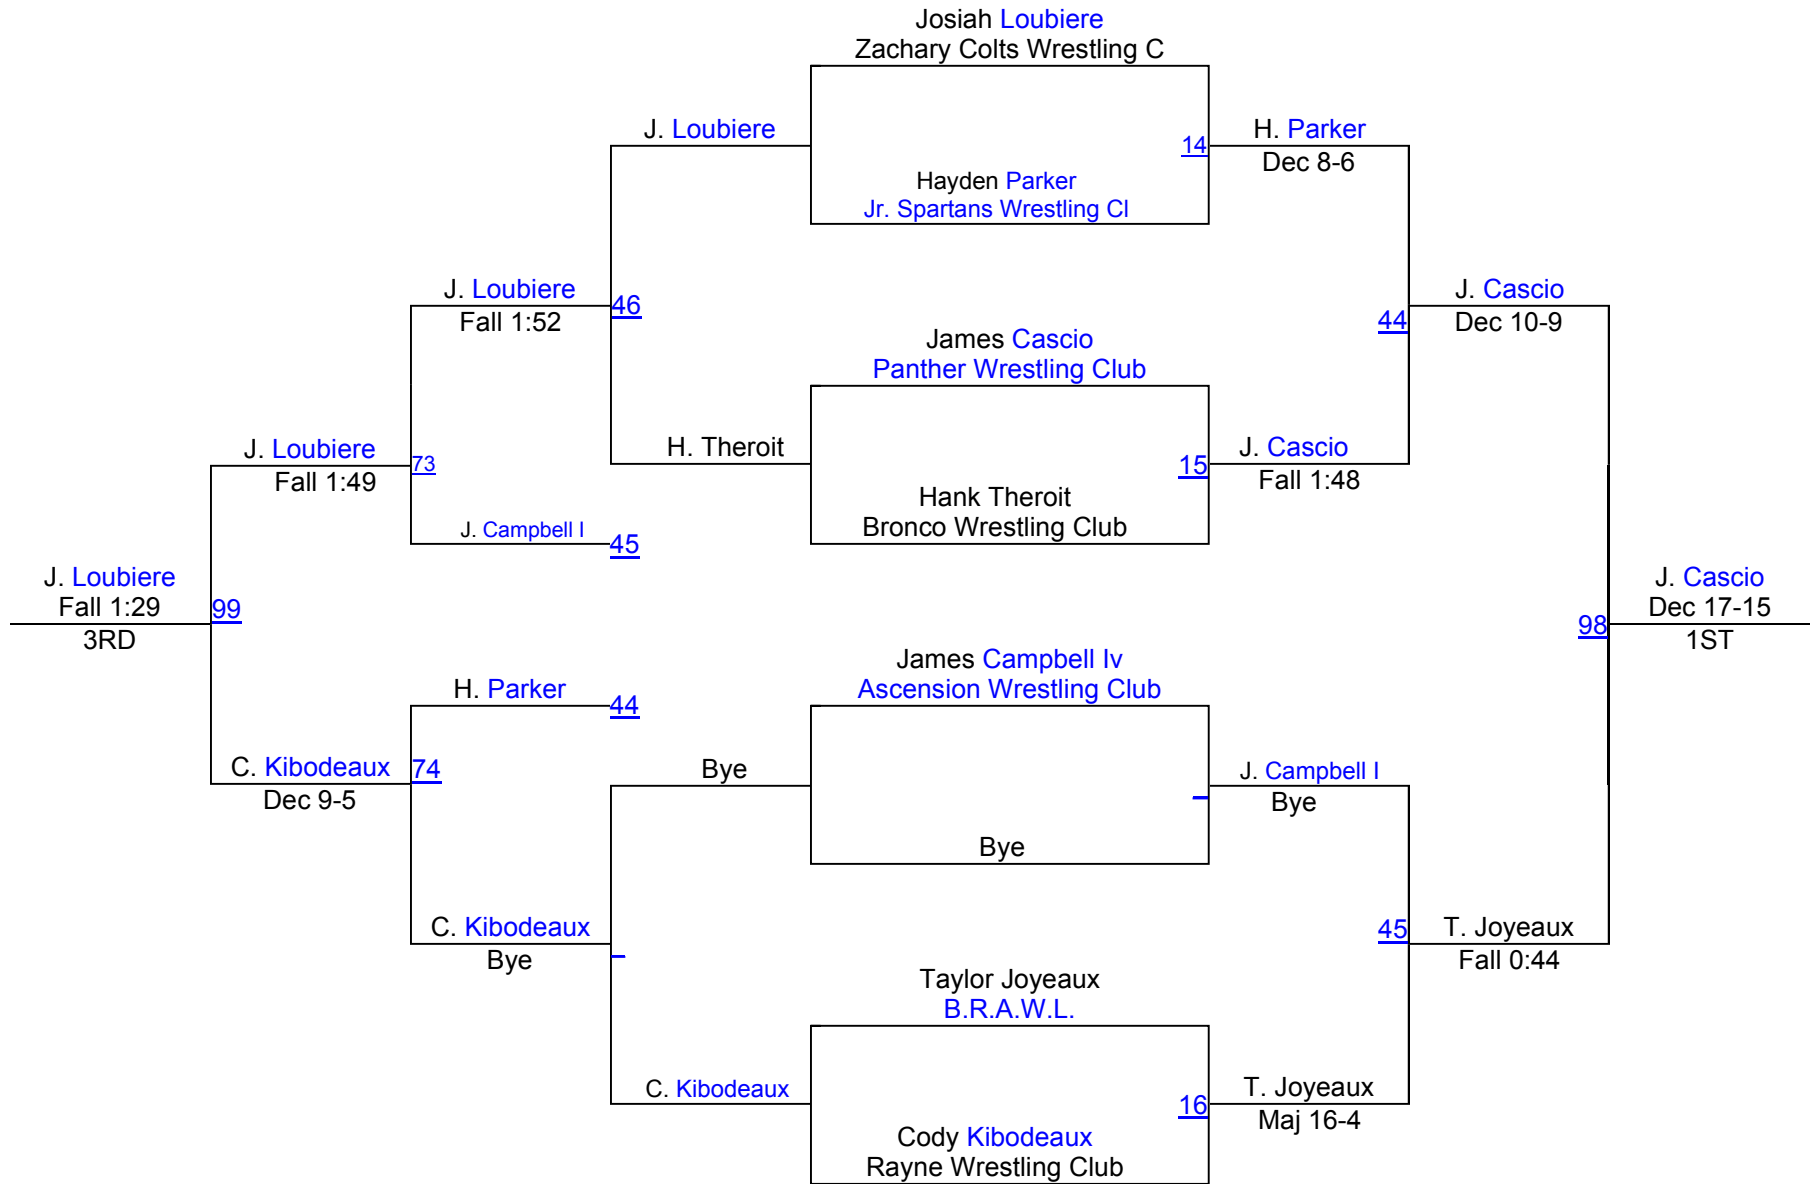 Josiah Loubiere
Zachary Colts Wrestling C
J. Loubiere
14
H. Parker
Dec 8-6
Hayden Parker
Jr. Spartans Wrestling Cl
J. Loubiere
Fall 1:52
46
James Cascio
Panther Wrestling Club
44
J. Cascio
Dec 10-9
J. Loubiere
Fall 1:49
73
H. Theroit
15
J. Cascio
Fall 1:48
Hank Theroit
Bronco Wrestling Club
J. Campbell I
45
J. Loubiere
Fall 1:29
3RD
99
98
J. Cascio
Dec 17-15
1ST
James Campbell Iv
Ascension Wrestling Club
H. Parker
44
C. Kibodeaux
Dec 9-5
74
Bye
J. Campbell I
Bye
Bye
C. Kibodeaux
Bye
45
T. Joyeaux
Fall 0:44
Taylor Joyeaux
B.R.A.W.L.
C. Kibodeaux
16
T. Joyeaux
Maj 16-4
Cody Kibodeaux
Rayne Wrestling Club